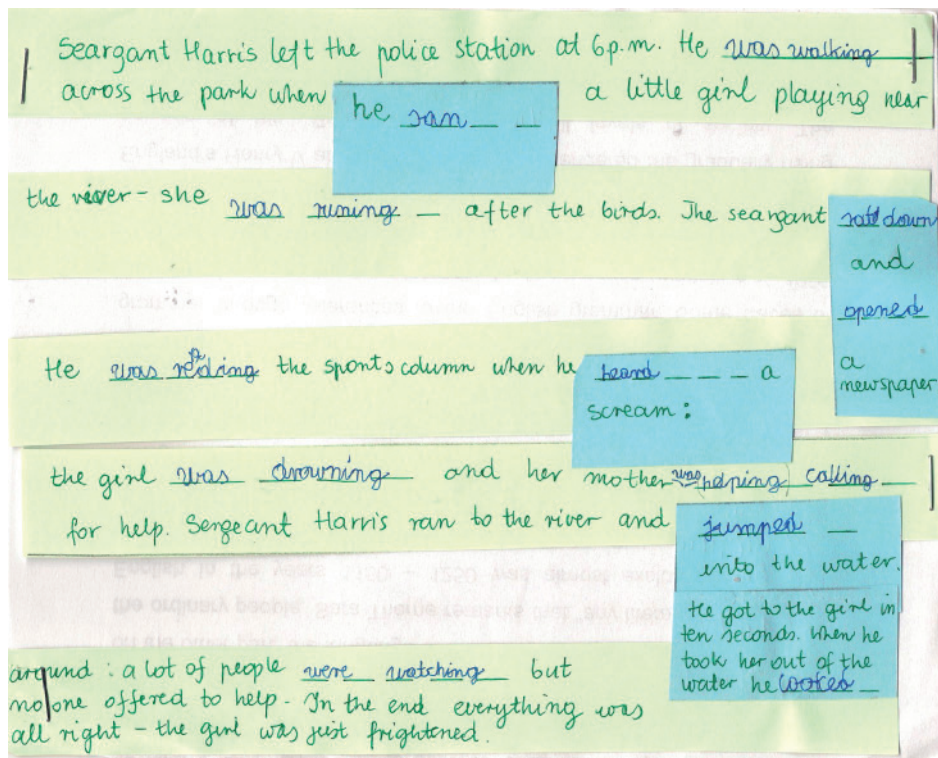 Seargant Harris left the police station at 6p.m. He was walking
across the park when he saw _ _ a little girl playing near
the river - she was runing _ after the birds. The seargant sat down
and
opened
a
newspaper
He was reading the sports column when he heard _ _ _ a
scream :
the girl was drowning and her mother was helping calling _
for help. Sergeant Harris ran to the river and jumped _
into the water.
He got to the girl in
ten seconds. When he
took her out of the
water he looked _
around : a lot of people were watching but
no one offered to help. In the end everything was
all right - the girl was just frightened.